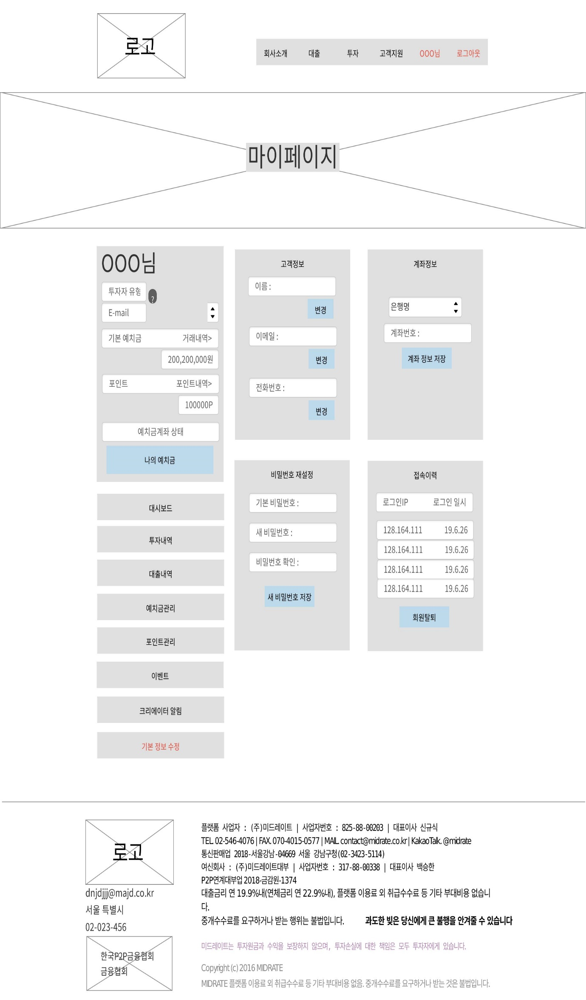 로고
회사소개 대출 투자 고객지원 OOO님 로그아웃
마이페이지
OOO님
투자자 유형
?
E-mail
기본 예치금 거래내역>
200,200,000원
포인트 포인트내역>
100000P
예치금계좌 상태
나의 예치금
대시보드
투자내역
대출내역
예치금관리
포인트관리
이벤트
크리에이터 알림
기본 정보 수정
고객정보
이름 :
변경
이메일 :
변경
전화번호 :
변경
계좌정보
은행명
계좌번호 :
계좌 정보 저장
비밀번호 재설정
기본 비밀번호 :
새 비밀번호 :
비밀번호 확인 :
새 비밀번호 저장
접속이력
로그인IP 로그인 일시
128.164.111 19.6.26
128.164.111 19.6.26
128.164.111 19.6.26
128.164.111 19.6.26
회원탈퇴
로고
dnjdjjj@majd.co.kr
서울 특별시
02-023-456
한국P2P금융협회
금융협회
플랫폼 사업자 : (주)미드레이트 | 사업자번호 : 825-88-00203 | 대표이사 신규식
TEL. 02-546-4076 | FAX. 070-4015-0577 | MAIL. contact@midrate.co.kr | KakaoTalk. @midrate
통신판매업 2018-서울강남-04669 서울 강남구청(02-3423-5114)
여신회사 : (주)미드레이트대부 | 사업자번호 : 317-88-00338 | 대표이사 백승한
P2P연계대부업 2018-금감원-1374
대출금리 연 19.9%내(연체금리 연 22.9%내), 플랫폼 이용료 외 취급수수료 등 기타 부대비용 없습니
다.
중개수수료를 요구하거나 받는 행위는 불법입니다. 과도한 빚은 당신에게 큰 불행을 안겨줄 수 있습니다
미드레이트는 투자원금과 수익을 보장하지 않으며, 투자손실에 대한 책임은 모두 투자자에게 있습니다.
Copyright (c) 2016 MIDRATE
MIDRATE 플랫폼 이용료 외 취급수수료 등 기타 부대비용 없음. 중개수수료를 요구하거나 받는 것은 불법입니다.